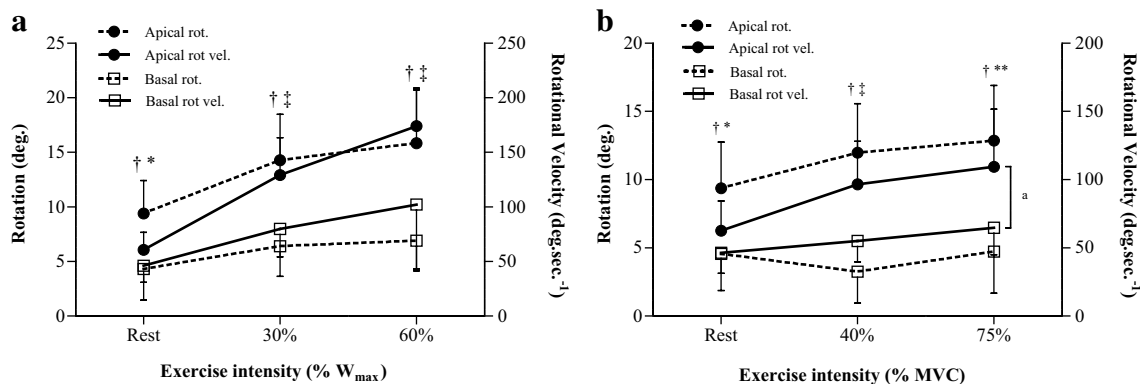 a
Apical rot.
Apical rot vel.
Basal rot.
Basal rot vel.
Rotation (deg.)
25
20
15
10
5
0
† *
† ‡
† ‡
250
200
150
100
50
0
Rotational Velocity (deg.sec.-1)
Rest 30% 60%
Exercise intensity (% Wmax)
b
Apical rot.
Apical rot vel.
Basal rot.
Basal rot vel.
Rotation (deg.)
20
15
10
5
0
† *
† ‡
† **
a
200
150
100
50
0
Rotational Velocity (deg.sec.-1)
Rest 40% 75%
Exercise intensity (% MVC)